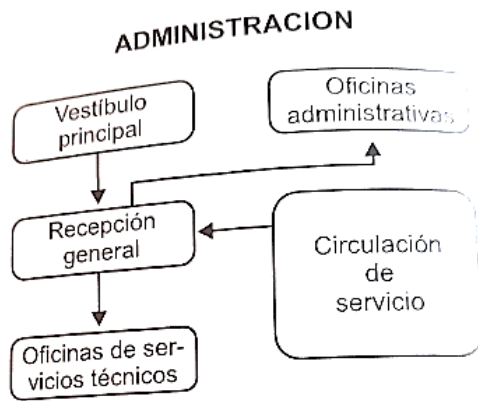 ADMINISTRACION
Vestíbulo
principal
Oficinas
administrativas
Recepción
general
Circulación
de
servicio
Oficinas de ser-
vicios técnicos